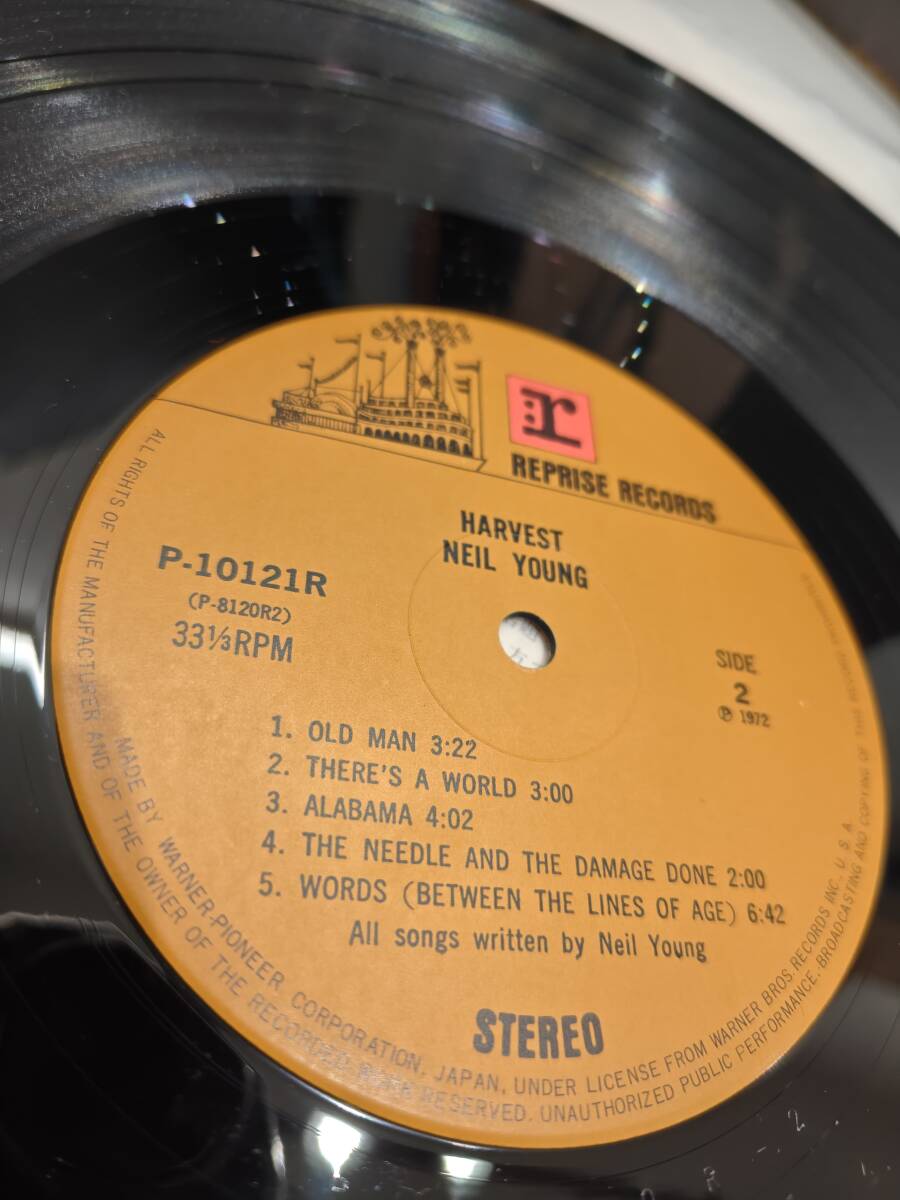 r
REPRISE RECORDS
HARVEST
NEIL YOUNG
P-10121R
(P-8120R2)
33⅓RPM
SIDE
2
℗ 1972
1. OLD MAN 3:22
2. THERE'S A WORLD 3:00
3. ALABAMA 4:02
4. THE NEEDLE AND THE DAMAGE DONE 2:00
5. WORDS (BETWEEN THE LINES OF AGE) 6:42
All songs written by Neil Young
STEREO
MADE BY WARNER-PIONEER CORPORATION, JAPAN, UNDER LICENSE FROM WARNER BROS. RECORDS INC., U. S. A.
ALL RIGHTS OF THE MANUFACTURER AND OF THE OWNER OF THE RECORDED WORK RESERVED. UNAUTHORIZED PUBLIC PERFORMANCE. BROADCASTING AND COPYING OF THIS RECORD PROHIBITED
R - 2